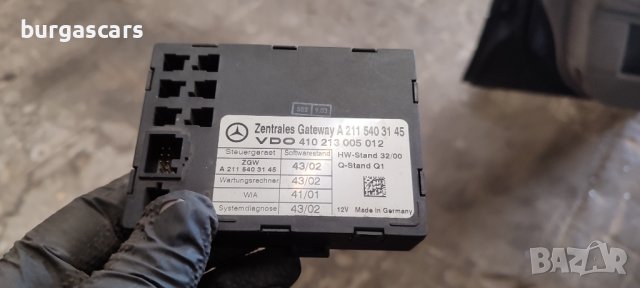 burgascars
Zentrales Gateway A 211 540 31 45
VDO 410 213 005 012
Steuergerast Softwarestand HW-Stand 32/00
ZGW
A 211 540 31 45 43/02 Q-Stand Q1
Wartungsrechner 43/02
WIA 41/01
Systemdiagnose 43/02 12V Made in Germany
BAZAR